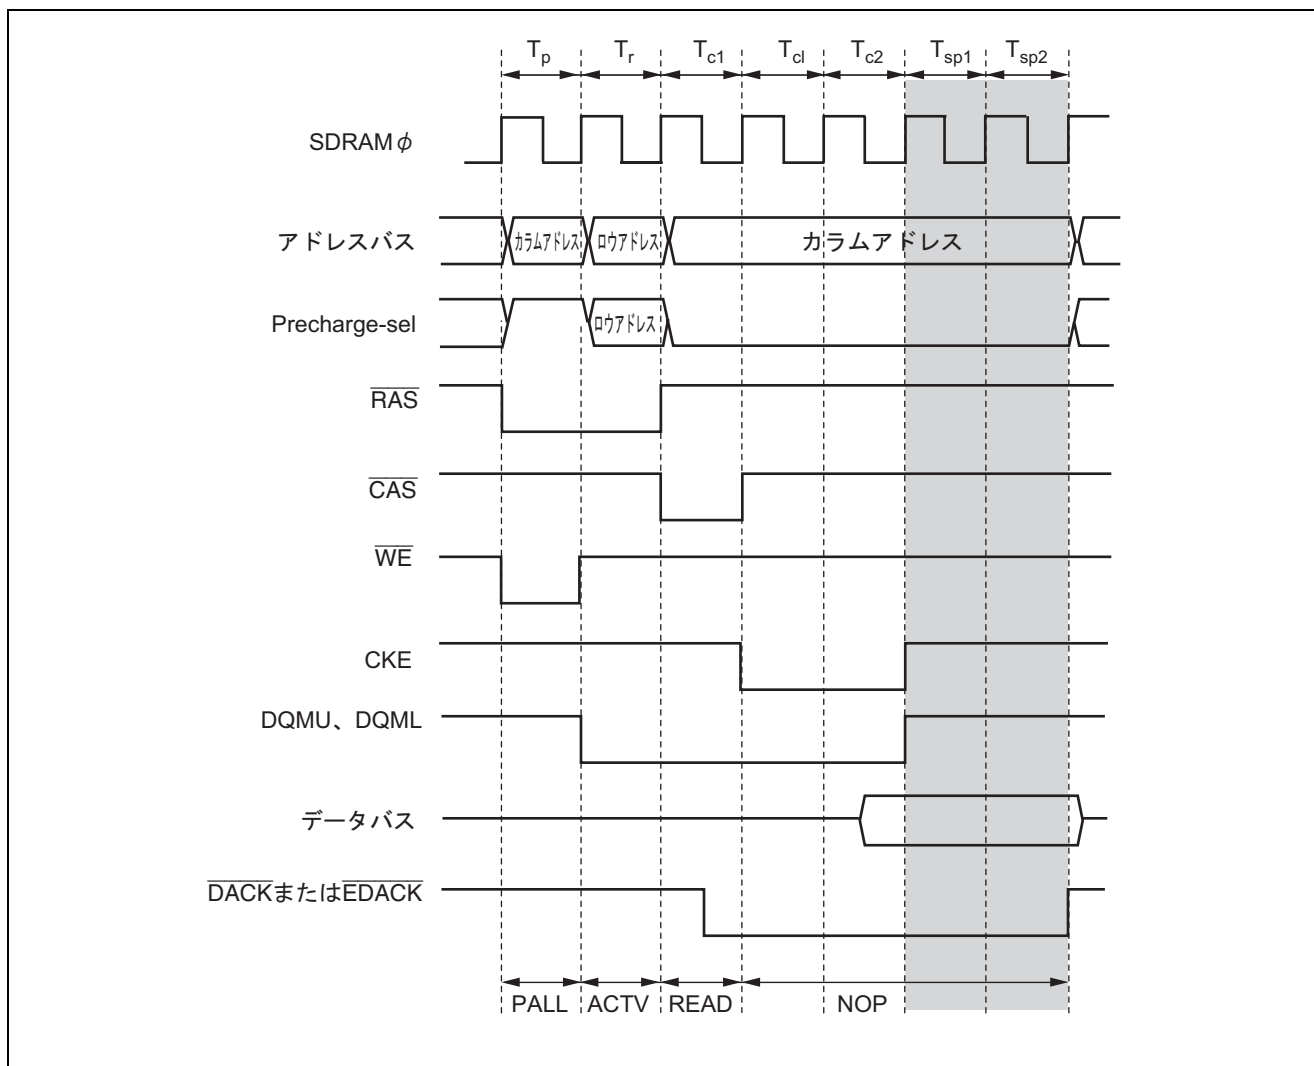 Tp Tr Tc1 Tcl Tc2 Tsp1 Tsp2
SDRAMφ
アドレスバス カラムアドレス ロウアドレス カラムアドレス
Precharge-sel ロウアドレス
RAS
CAS
WE
CKE
DQMU、DQML
データバス
DACKまたはEDACK
PALL ACTV READ NOP